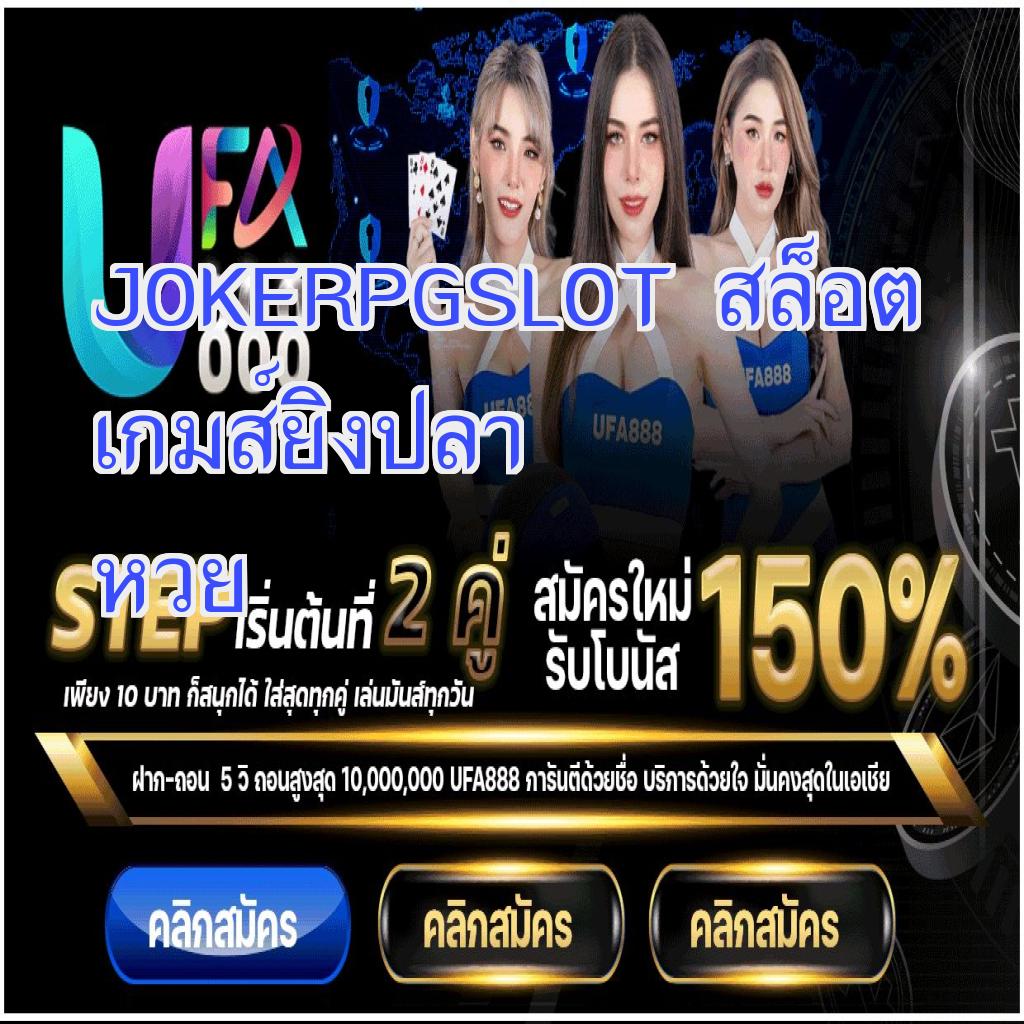 UFA
888
JOKERPGSLOT สล็อต
เกมส์ยิงปลา
หวย
UFA888
UFA888
UFA888
STEP เริ่มต้นที่ 2 คู่
เพียง 10 บาท ก็สนุกได้ ใส่สุดทุกคู่ เล่นมันส์ทุกวัน
สมัครใหม่
รับโบนัส
150%
ฝาก-ถอน 5 วิ ถอนสูงสุด 10,000,000 UFA888 การันตีด้วยชื่อ บริการด้วยใจ มั่นคงสุดในเอเชีย
คลิกสมัคร
คลิกสมัคร
คลิกสมัคร